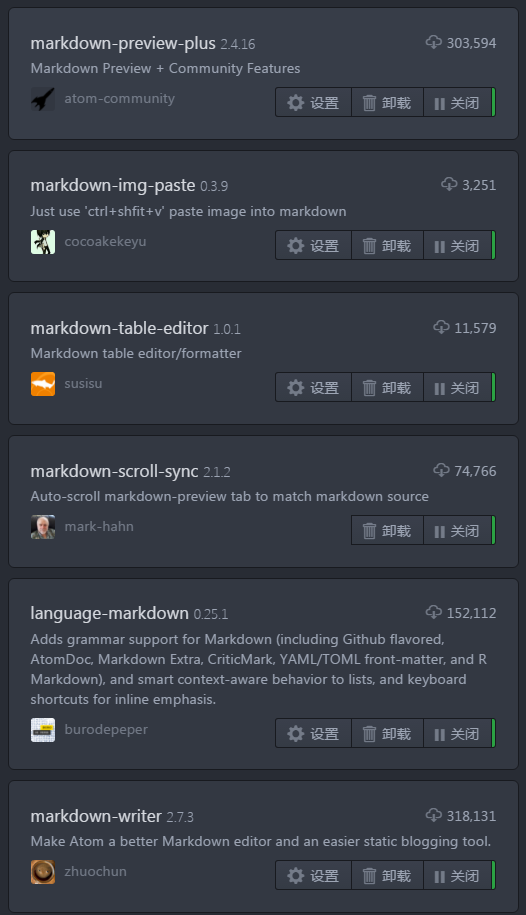 markdown-preview-plus 2.4.16 303,594
Markdown Preview + Community Features
atom-community 设置 卸载 关闭
markdown-img-paste 0.3.9 3,251
Just use 'ctrl+shfit+v' paste image into markdown
cocoakekeyu 设置 卸载 关闭
markdown-table-editor 1.0.1 11,579
Markdown table editor/formatter
susisu 设置 卸载 关闭
markdown-scroll-sync 2.1.2 74,766
Auto-scroll markdown-preview tab to match markdown source
mark-hahn 卸载 关闭
language-markdown 0.25.1 152,112
Adds grammar support for Markdown (including Github flavored,
AtomDoc, Markdown Extra, CriticMark, YAML/TOML front-matter, and R
Markdown), and smart context-aware behavior to lists, and keyboard
shortcuts for inline emphasis.
burodepeper 设置 卸载 关闭
markdown-writer 2.7.3 318,131
Make Atom a better Markdown editor and an easier static blogging tool.
zhuochun 设置 卸载 关闭